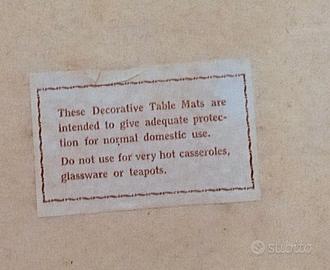 These Decorative Table Mats are
intended to give adequate protec-
tion for normal domestic use.
Do not use for very hot casseroles,
glassware or teapots.
subito